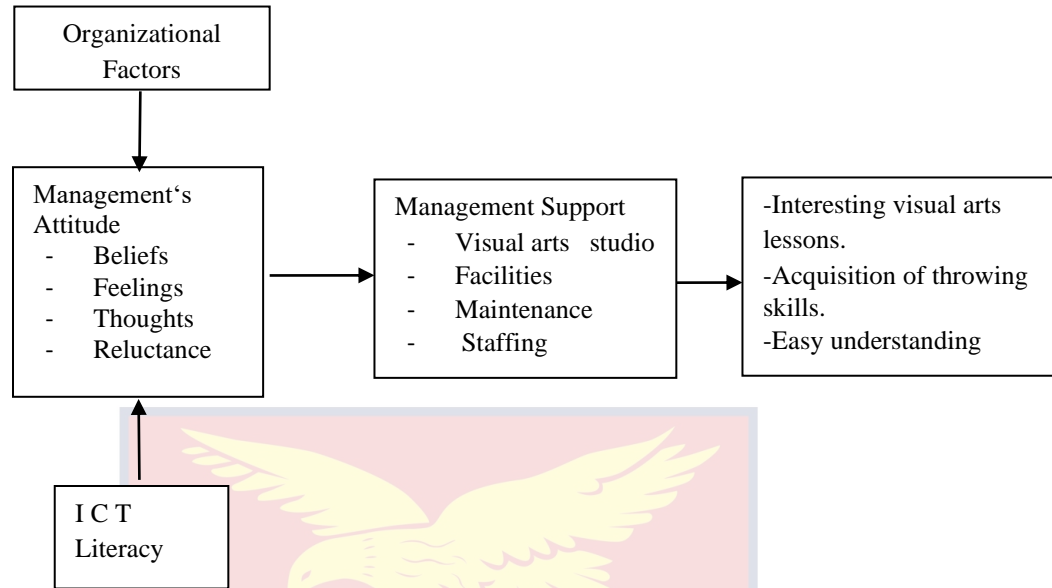 Organizational
Factors
Management‘s
Attitude
- Beliefs
- Feelings
- Thoughts
- Reluctance
Management Support
- Visual arts studio
- Facilities
- Maintenance
- Staffing
-Interesting visual arts
lessons.
-Acquisition of throwing
skills.
-Easy understanding
I C T
Literacy